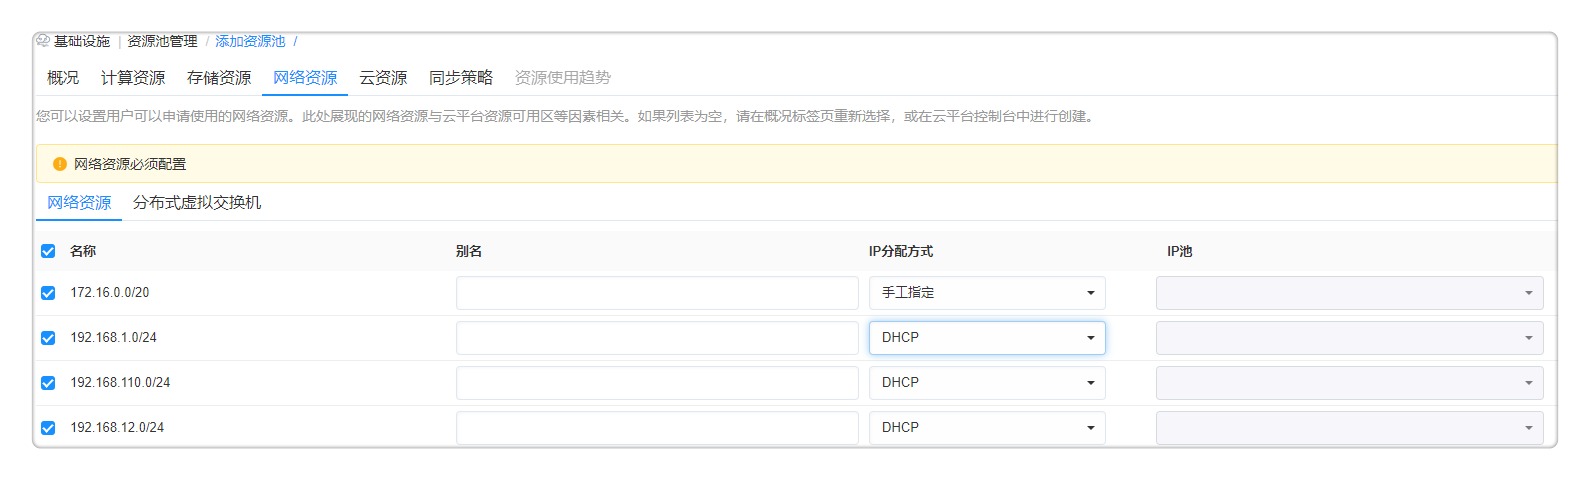 基础设施 | 资源池管理 / 添加资源池 /
概况 计算资源 存储资源 网络资源 云资源 同步策略 资源使用趋势
您可以设置用户可以申请使用的网络资源。此处展现的网络资源与云平台资源可用区等因素相关。如果列表为空，请在概况标签页重新选择，或在云平台控制台中进行创建。
网络资源必须配置
网络资源 分布式虚拟交换机
名称 别名 IP分配方式 IP池
172.16.0.0/20 手工指定
192.168.1.0/24 DHCP
192.168.110.0/24 DHCP
192.168.12.0/24 DHCP